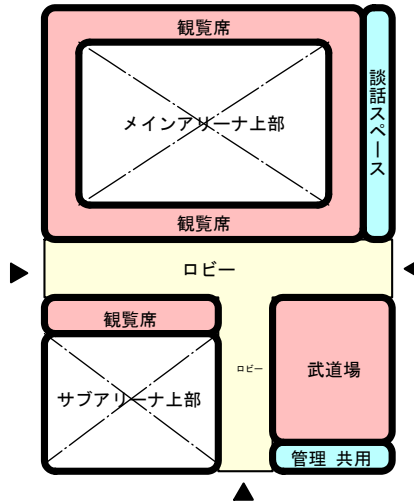 観覧席
談話スペース
メインアリーナ上部
観覧席
ロビー
観覧席
ロビー
武道場
サブアリーナ上部
管理 共用